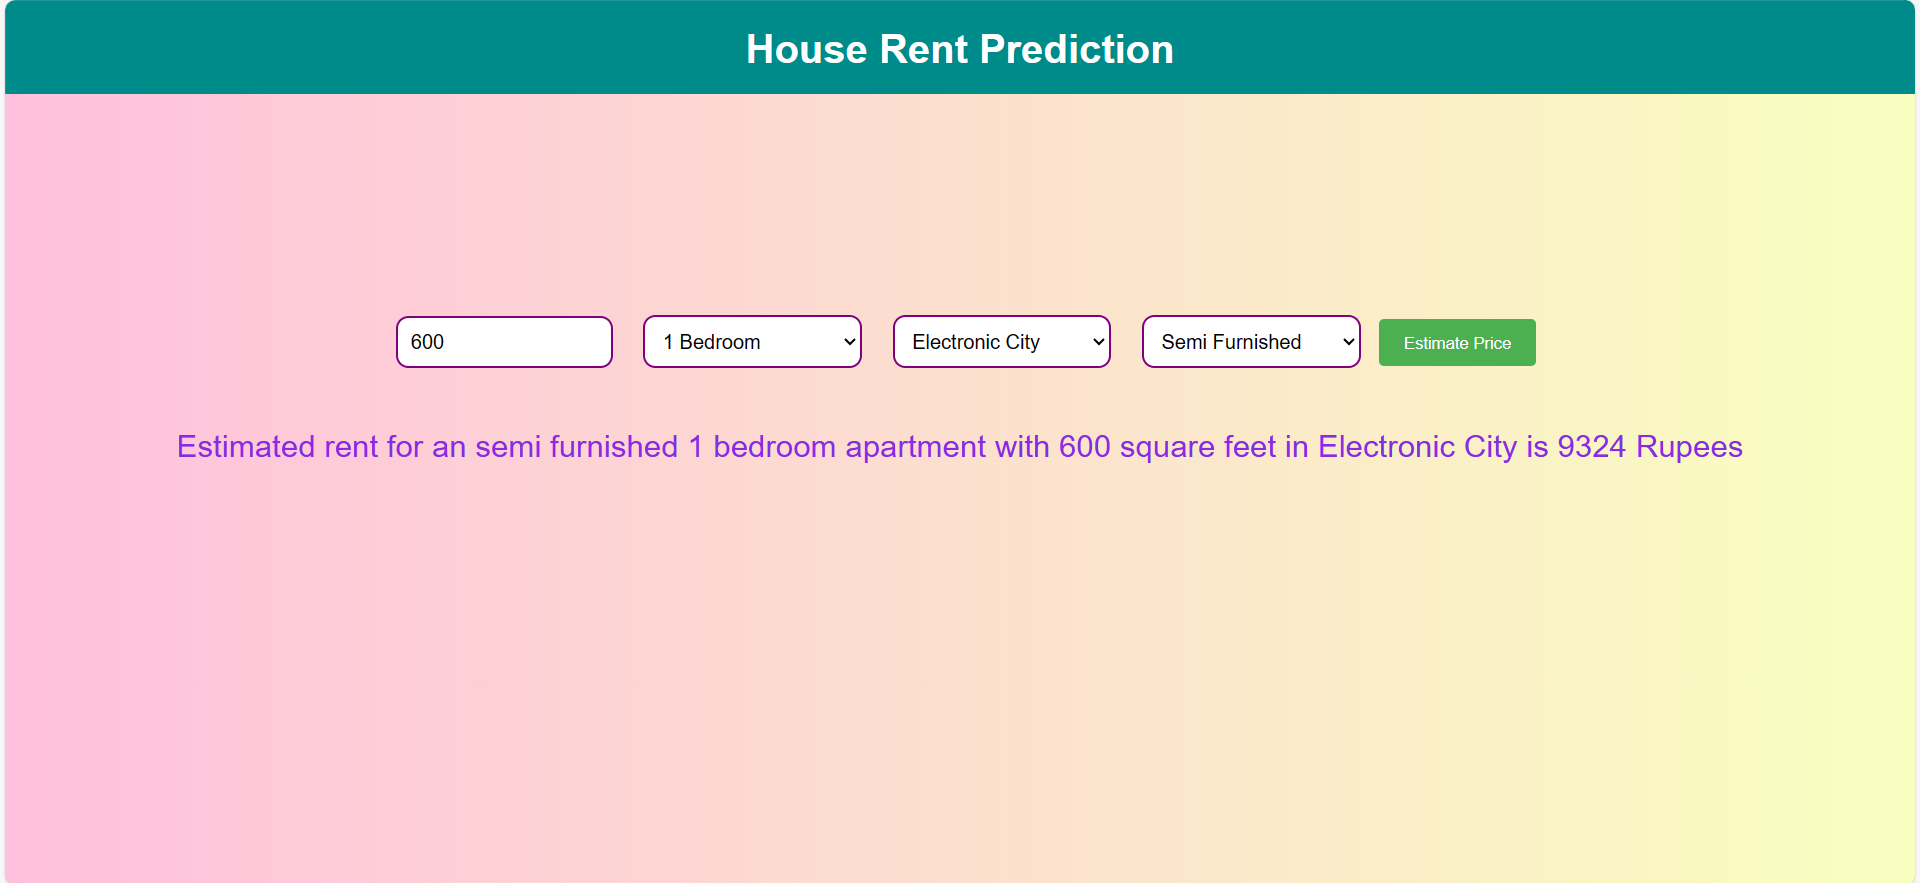 House Rent Prediction
600 1 Bedroom Electronic City Semi Furnished Estimate Price
Estimated rent for an semi furnished 1 bedroom apartment with 600 square feet in Electronic City is 9324 Rupees